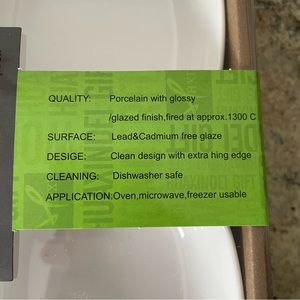 QUALITY: Porcelain with glossy
/glazed finish,fired at approx.1300 C
SURFACE: Lead&Cadmium free glaze
DESIGE: Clean design with extra hing edge
CLEANING: Dishwasher safe
APPLICATION:Oven,microwave,freezer usable